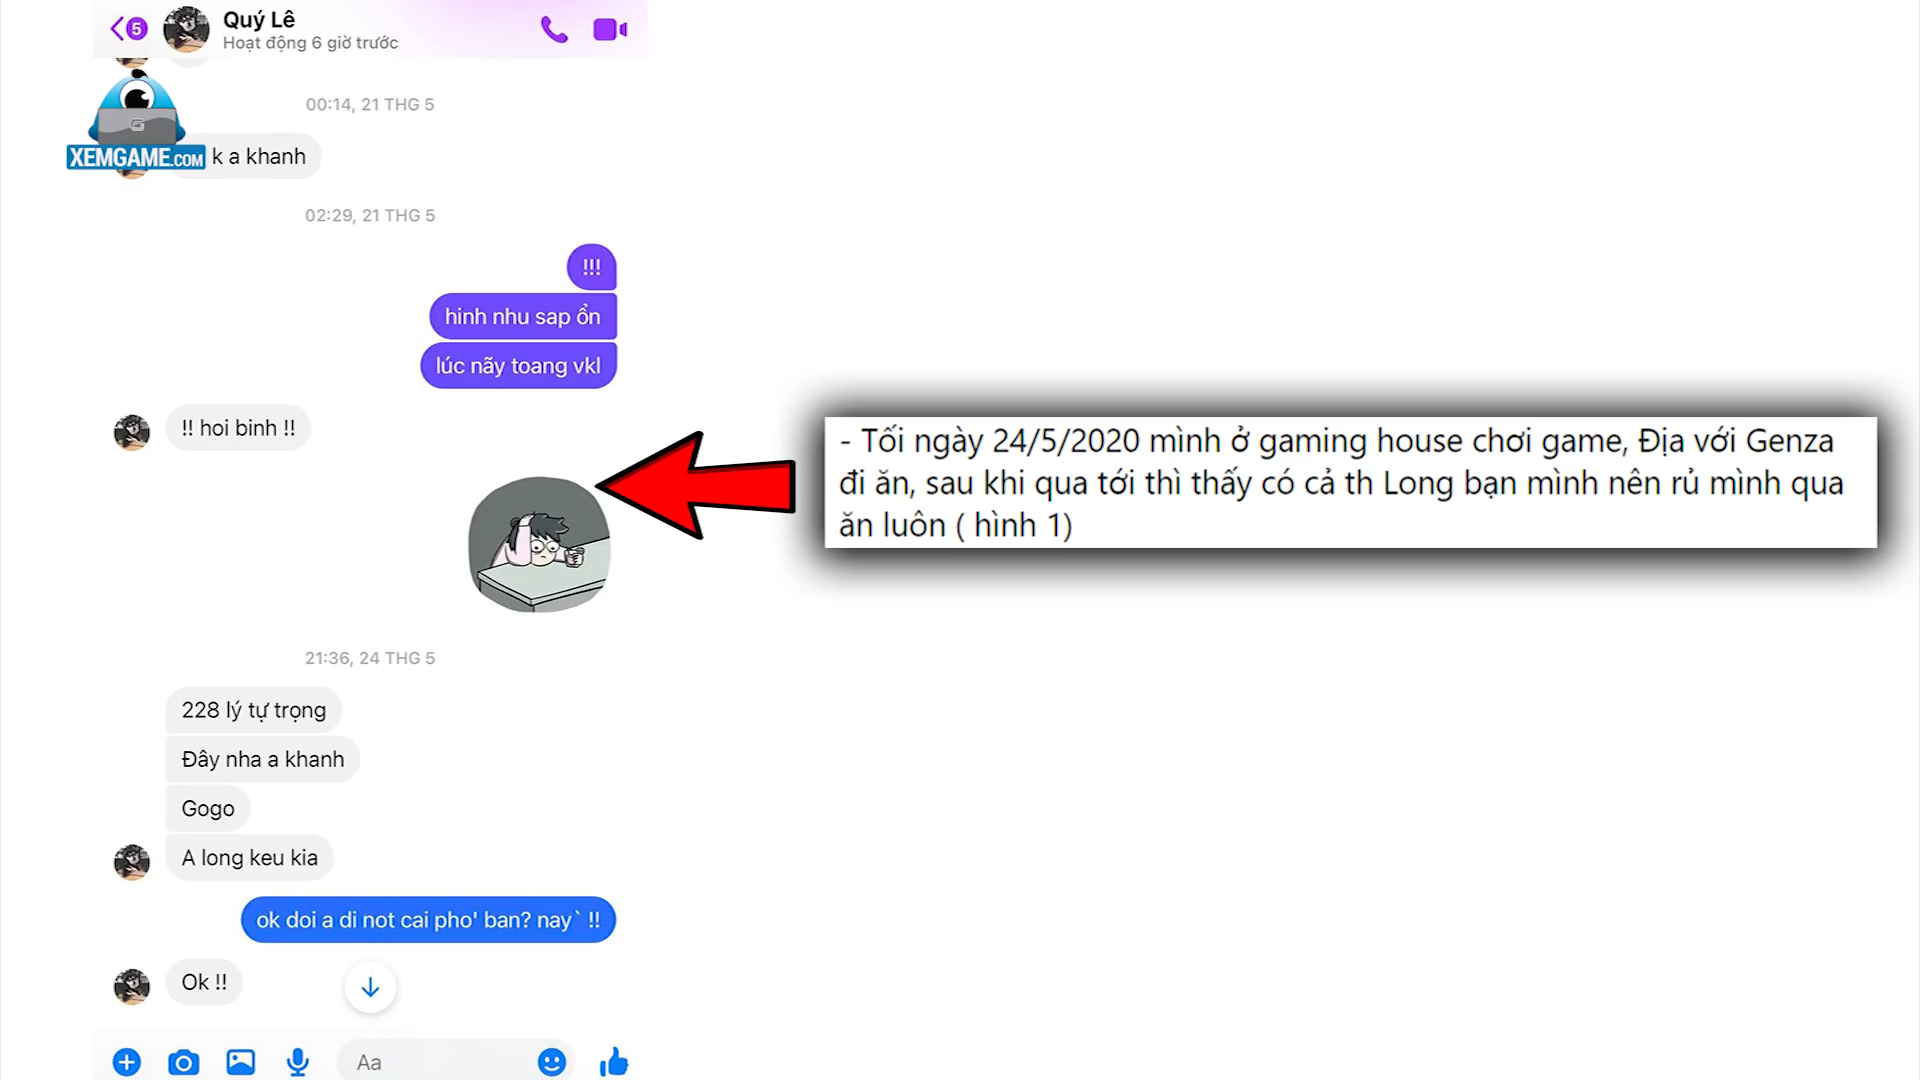 5
Quý Lê
Hoạt động 6 giờ trước
00:14, 21 THG 5
G
XEMGAME.COM
k a khanh
02:29, 21 THG 5
!!!
hinh nhu sap ổn
lúc nãy toang vkl
!! hoi binh !!
- Tối ngày 24/5/2020 mình ở gaming house chơi game, Địa với Genza
đi ăn, sau khi qua tới thì thấy có cả th Long bạn mình nên rủ mình qua
ăn luôn ( hình 1)
21:36, 24 THG 5
228 lý tự trọng
Đây nha a khanh
Gogo
A long keu kia
ok doi a di not cai pho' ban? nay` !!
Ok !!
Aa